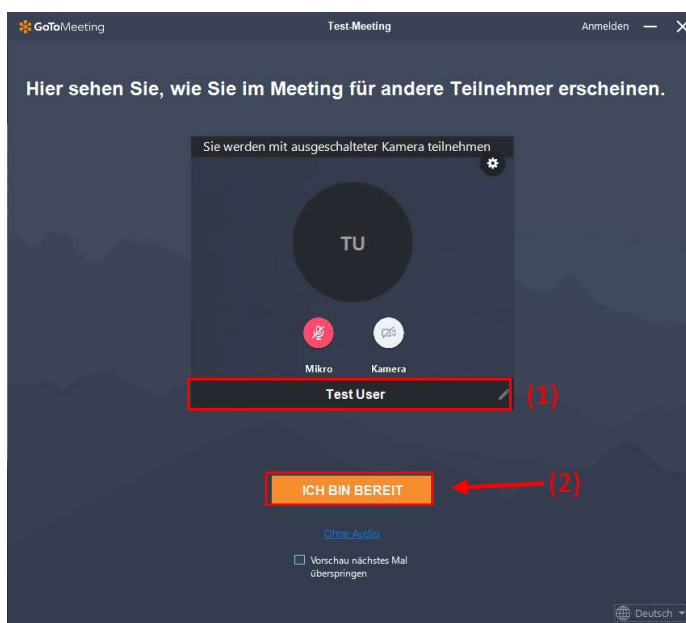 GoToMeeting
Test-Meeting
Anmelden
Hier sehen Sie, wie Sie im Meeting für andere Teilnehmer erscheinen.
Sie werden mit ausgeschalteter Kamera teilnehmen
TU
Mikro
Kamera
Test User
(1)
ICH BIN BEREIT
(2)
Ohne Audio
Vorschau nächstes Mal
überspringen
Deutsch